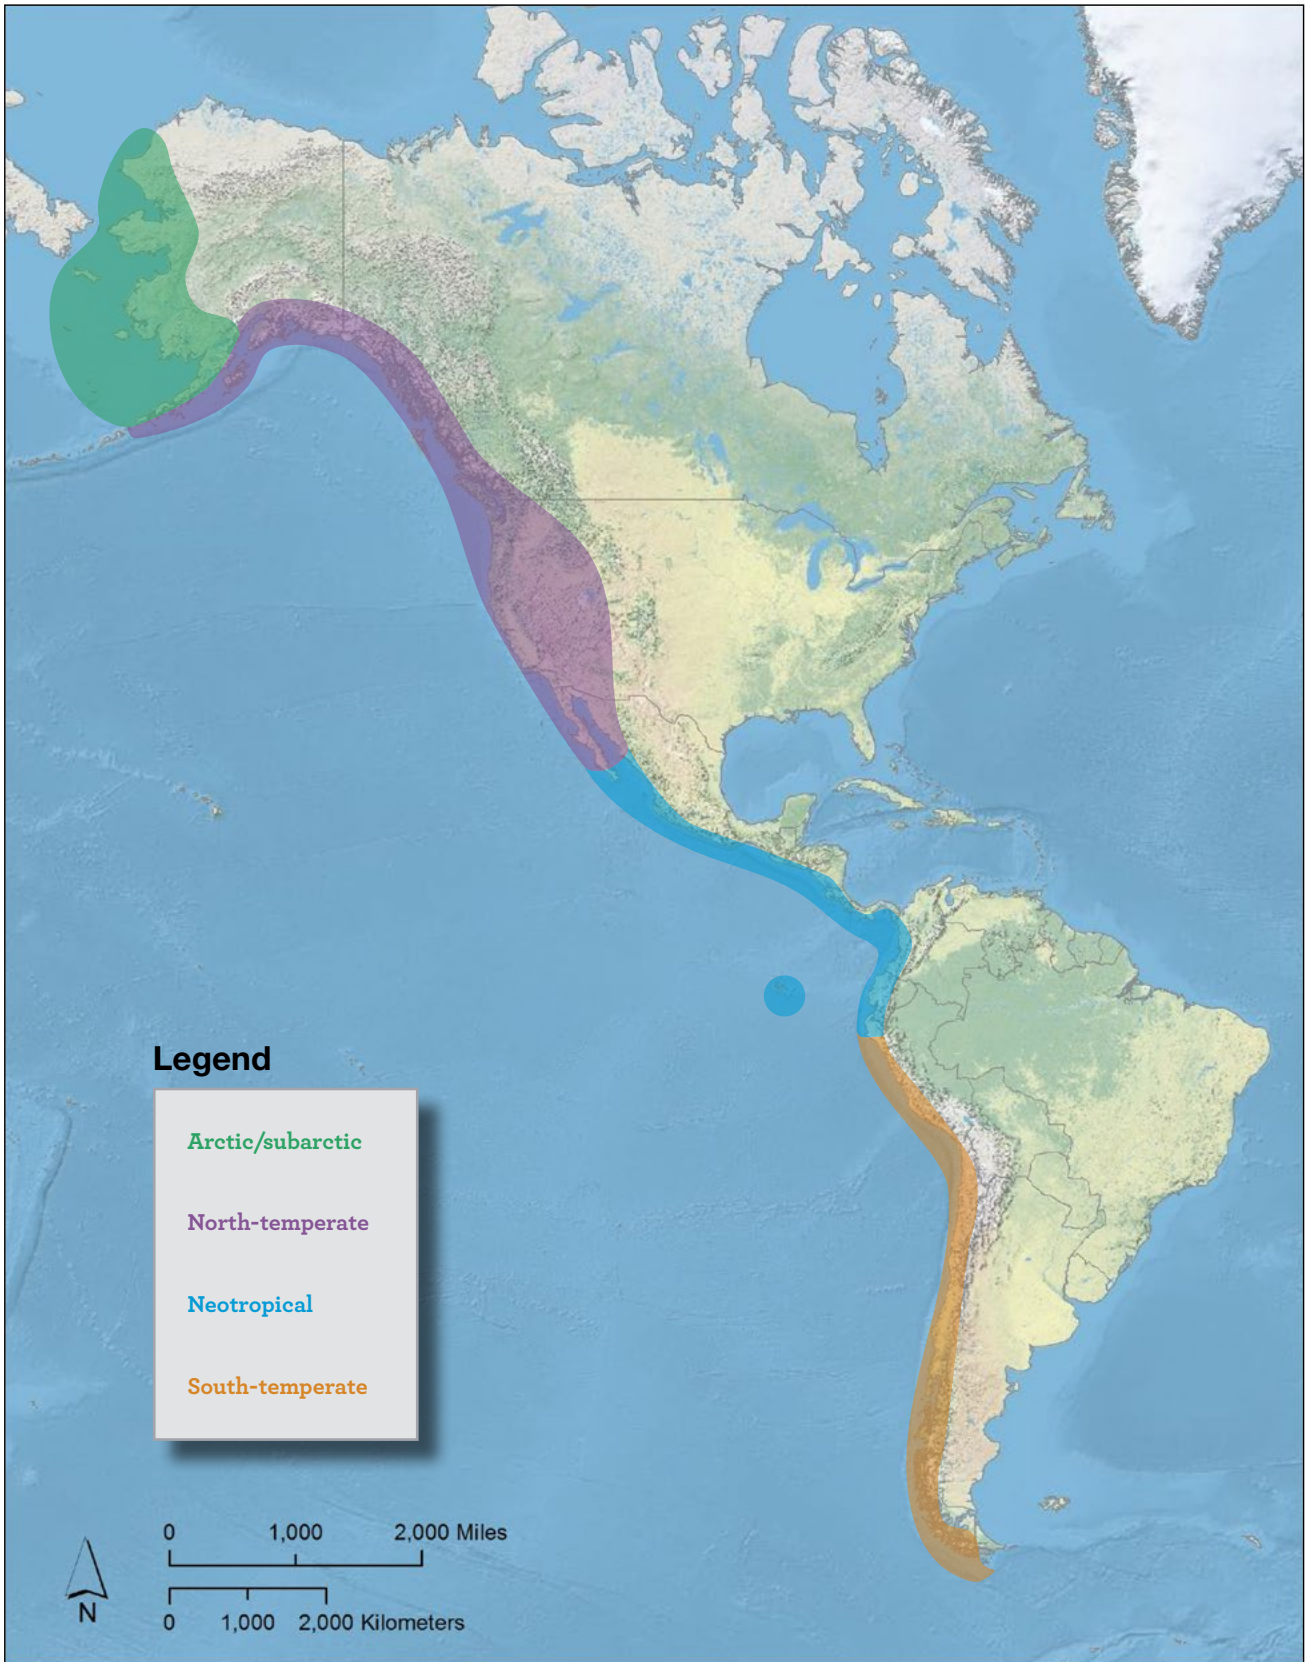 Legend
Arctic/subarctic
North-temperate
Neotropical
South-temperate
0 1,000 2,000 Miles
0 1,000 2,000 Kilometers
N